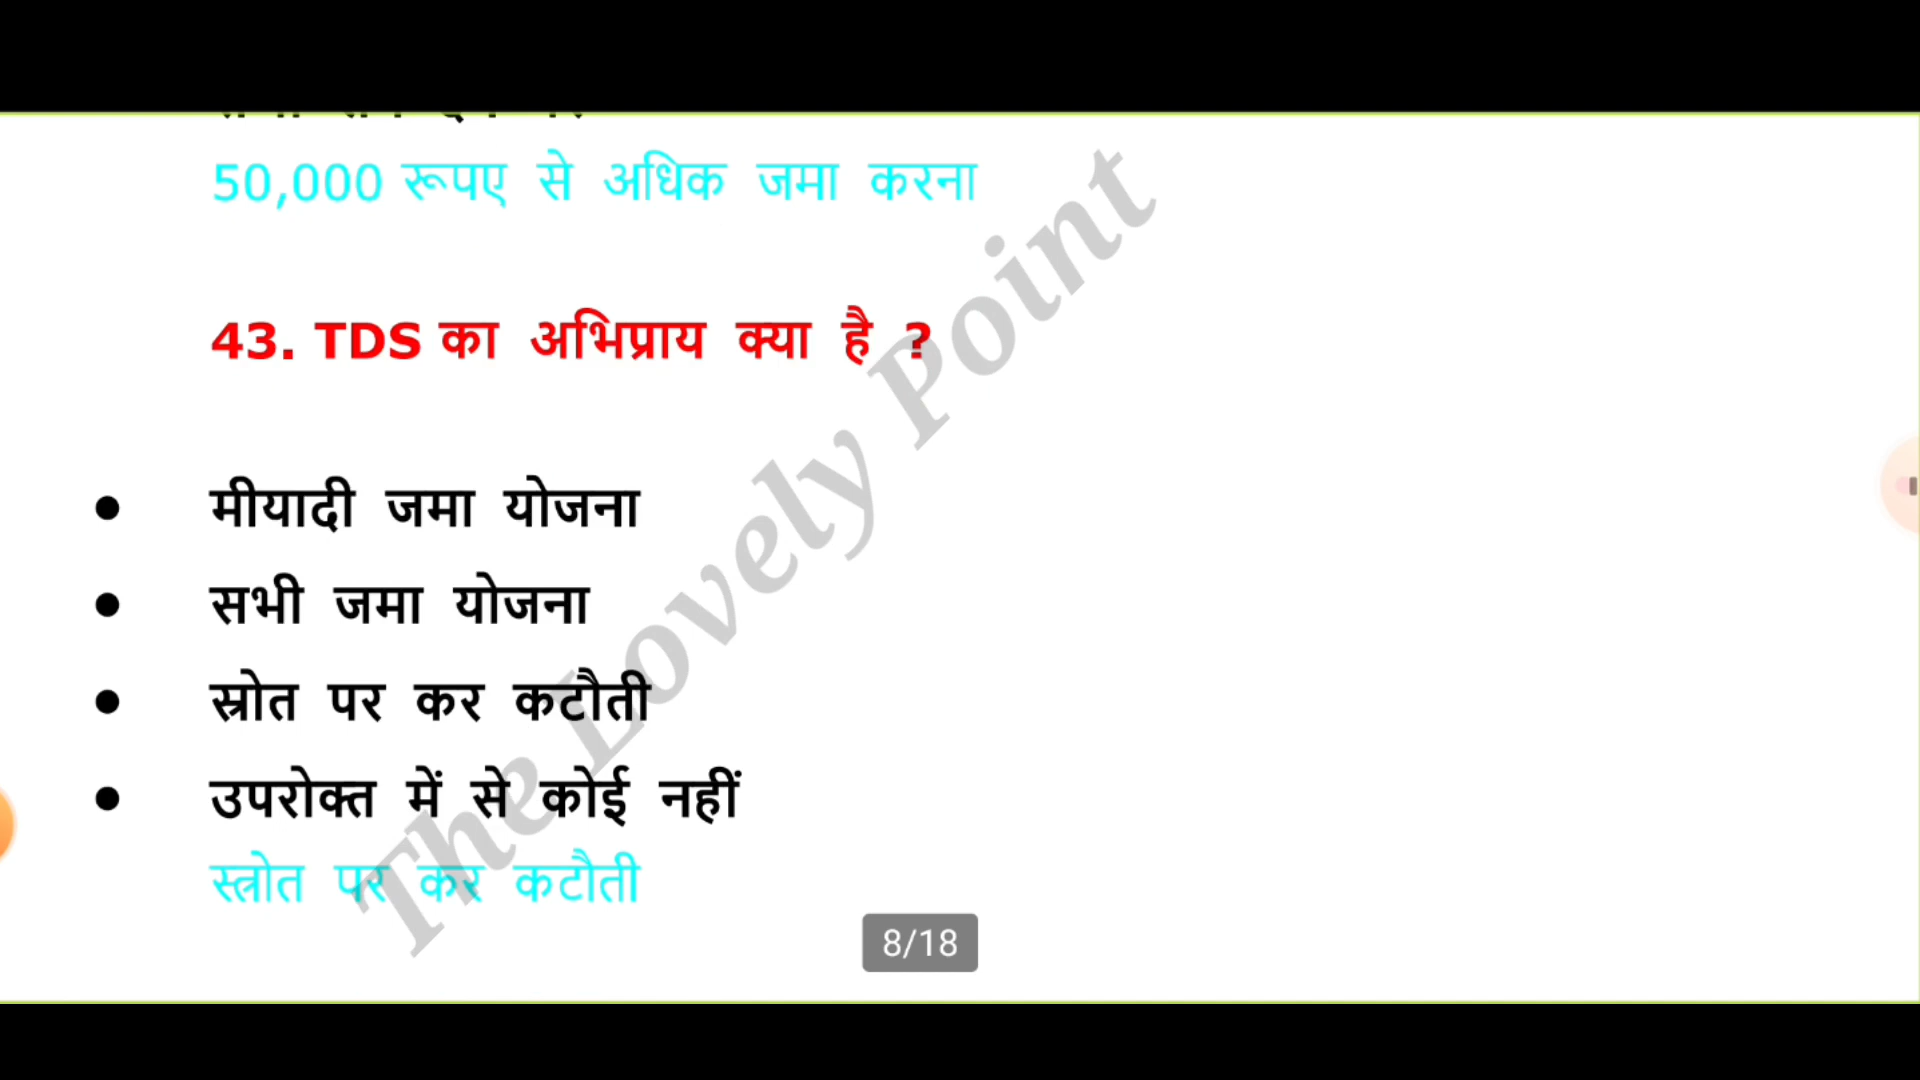 50,000 रूपए से अधिक जमा करना
43. TDS का अभिप्राय क्या है ?
● मीयादी जमा योजना
● सभी जमा योजना
● स्रोत पर कर कटौती
● उपरोक्त में से कोई नहीं
स्त्रोत पर कर कटौती
The Lovely Point
8/18